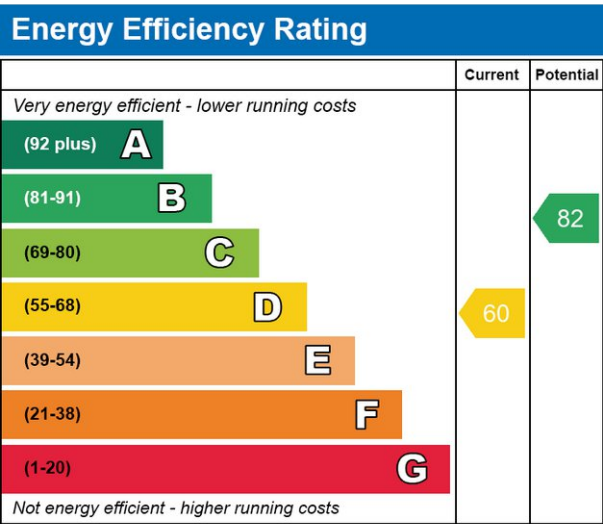 Energy Efficiency Rating
Current Potential
Very energy efficient - lower running costs
(92 plus) A
(81-91) B
82
(69-80) C
(55-68) D
60
(39-54) E
(21-38) F
(1-20) G
Not energy efficient - higher running costs